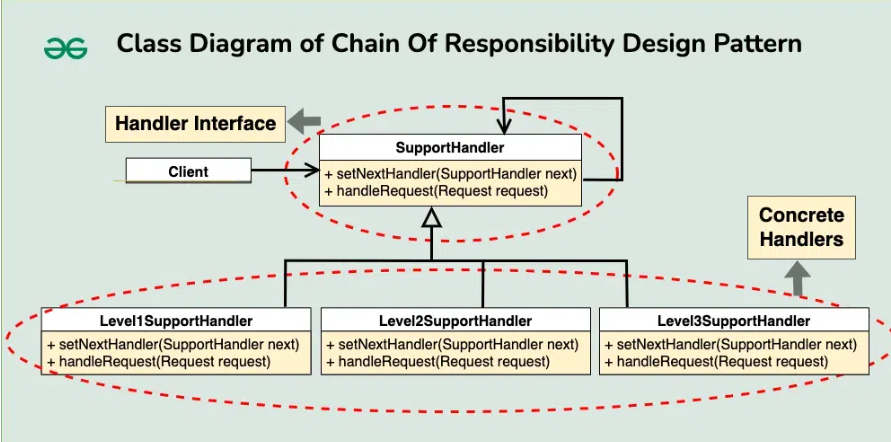 Class Diagram of Chain Of Responsibility Design Pattern
Handler Interface
SupportHandler
Client
+ setNextHandler(SupportHandler next)
+ handleRequest(Request request)
Concrete
Handlers
Level1SupportHandler
+ setNextHandler(SupportHandler next)
+ handleRequest(Request request)
Level2SupportHandler
+ setNextHandler(SupportHandler next)
+ handleRequest(Request request)
Level3SupportHandler
+ setNextHandler(SupportHandler next)
+ handleRequest(Request request)